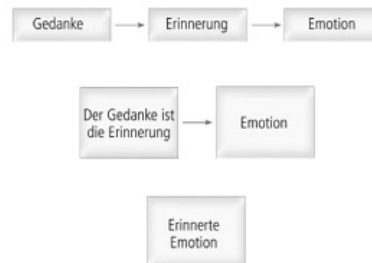 Gedanke
Erinnerung
Emotion
Der Gedanke ist
die Erinnerung
Emotion
Erinnerte
Emotion